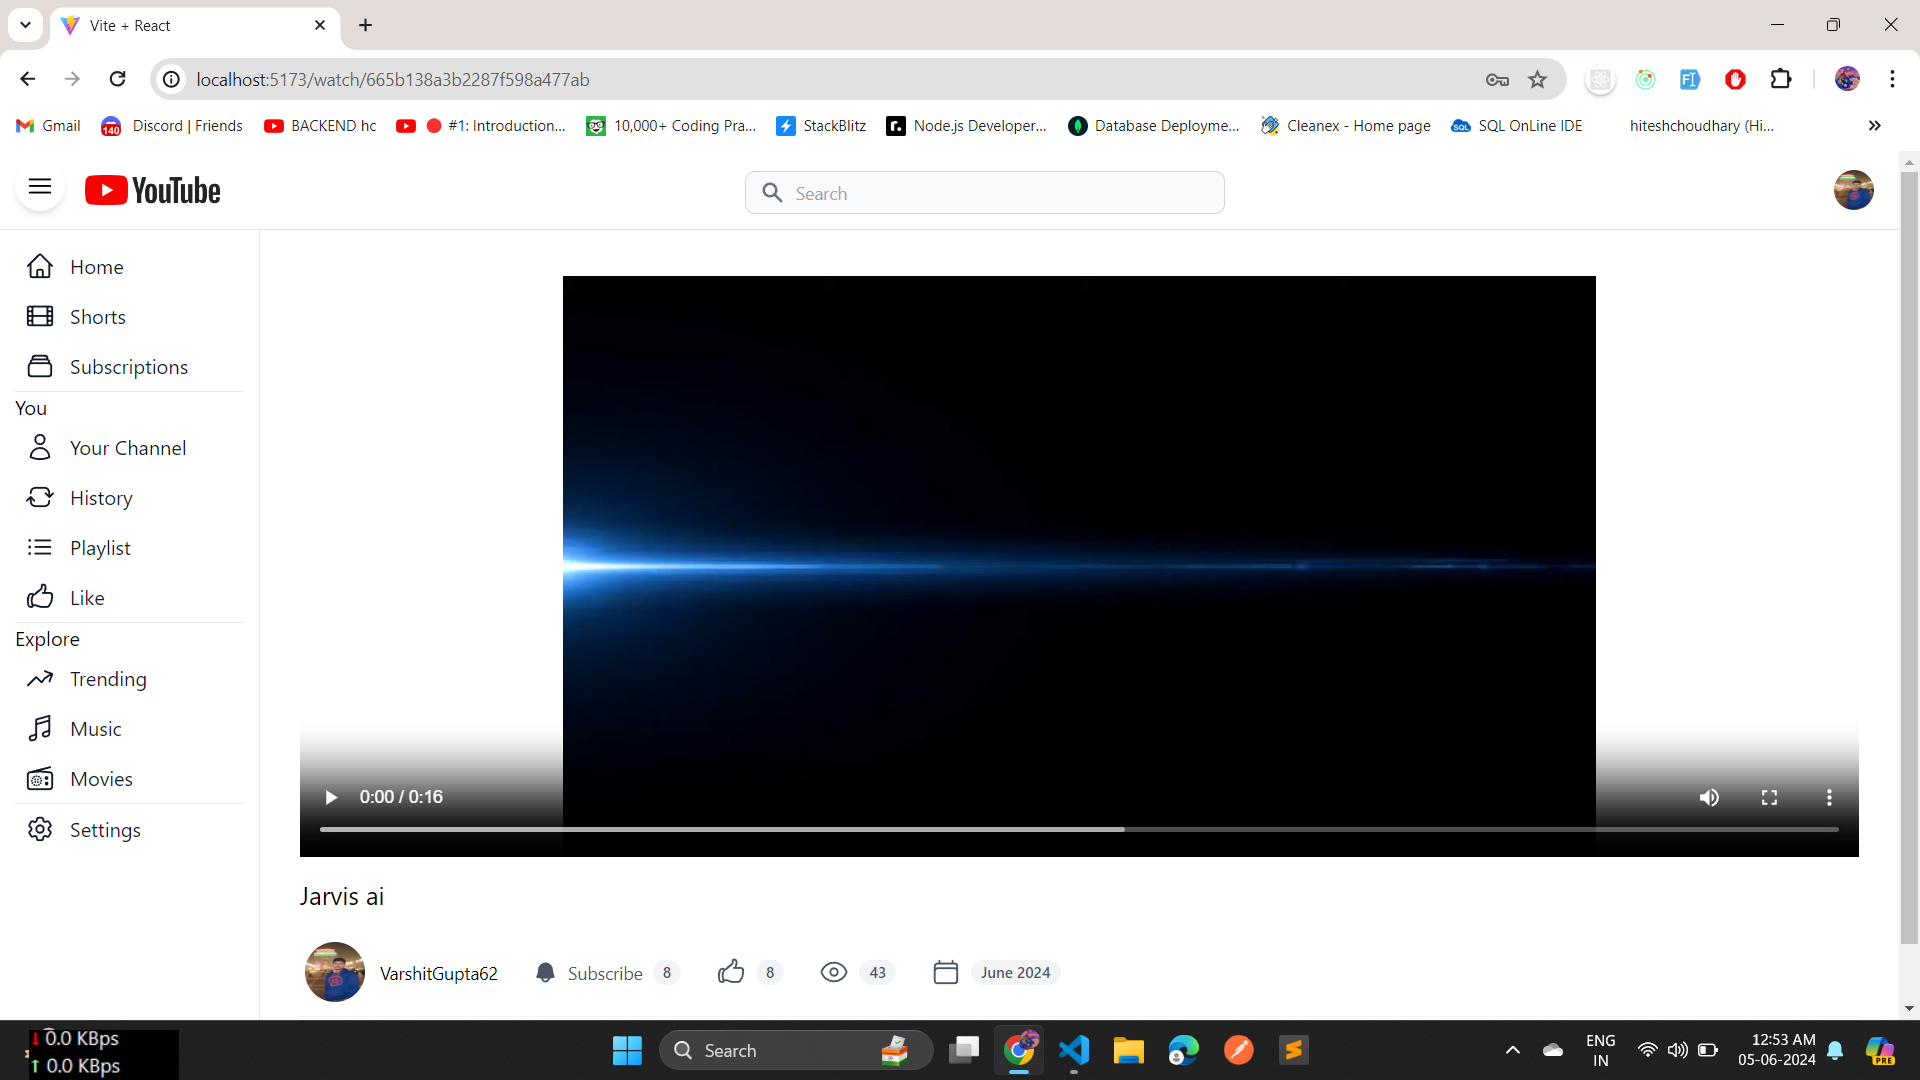 Vite + React
localhost:5173/watch/665b138a3b2287f598a477ab
Gmail
140
Discord | Friends
BACKEND hc
#1: Introduction...
10,000+ Coding Pra...
StackBlitz
Node.js Developer...
Database Deployme...
Cleanex - Home page
SQL
SQL OnLine IDE
hiteshchoudhary (Hi...
YouTube
Search
Home
Shorts
Subscriptions
You
Your Channel
History
Playlist
Like
Explore
Trending
Music
Movies
Settings
0:00 / 0:16
Jarvis ai
VarshitGupta62
Subscribe 8
8
43
June 2024
0.0 KBps
0.0 KBps
Search
ENG
IN
12:53 AM
05-06-2024
PRE